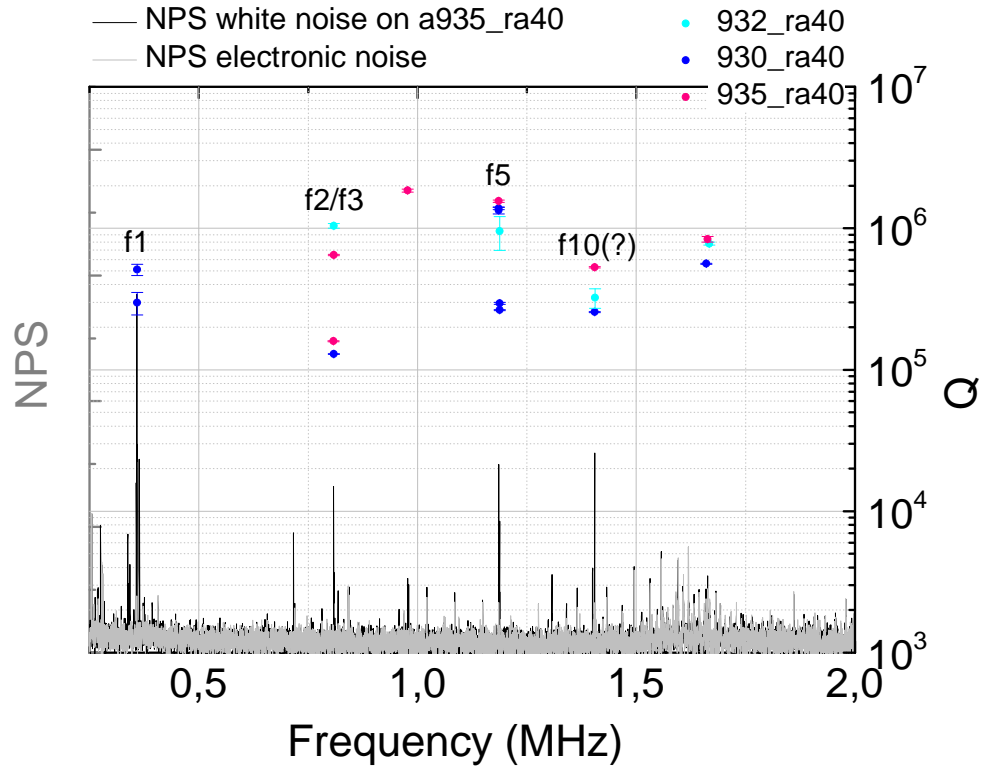 NPS white noise on a935_ra40
NPS electronic noise
932_ra40
930_ra40
935_ra40
f1
f2/f3
f5
f10(?)
NPS
Q
10^7
10^6
10^5
10^4
10^3
0,5
1,0
1,5
2,0
Frequency (MHz)